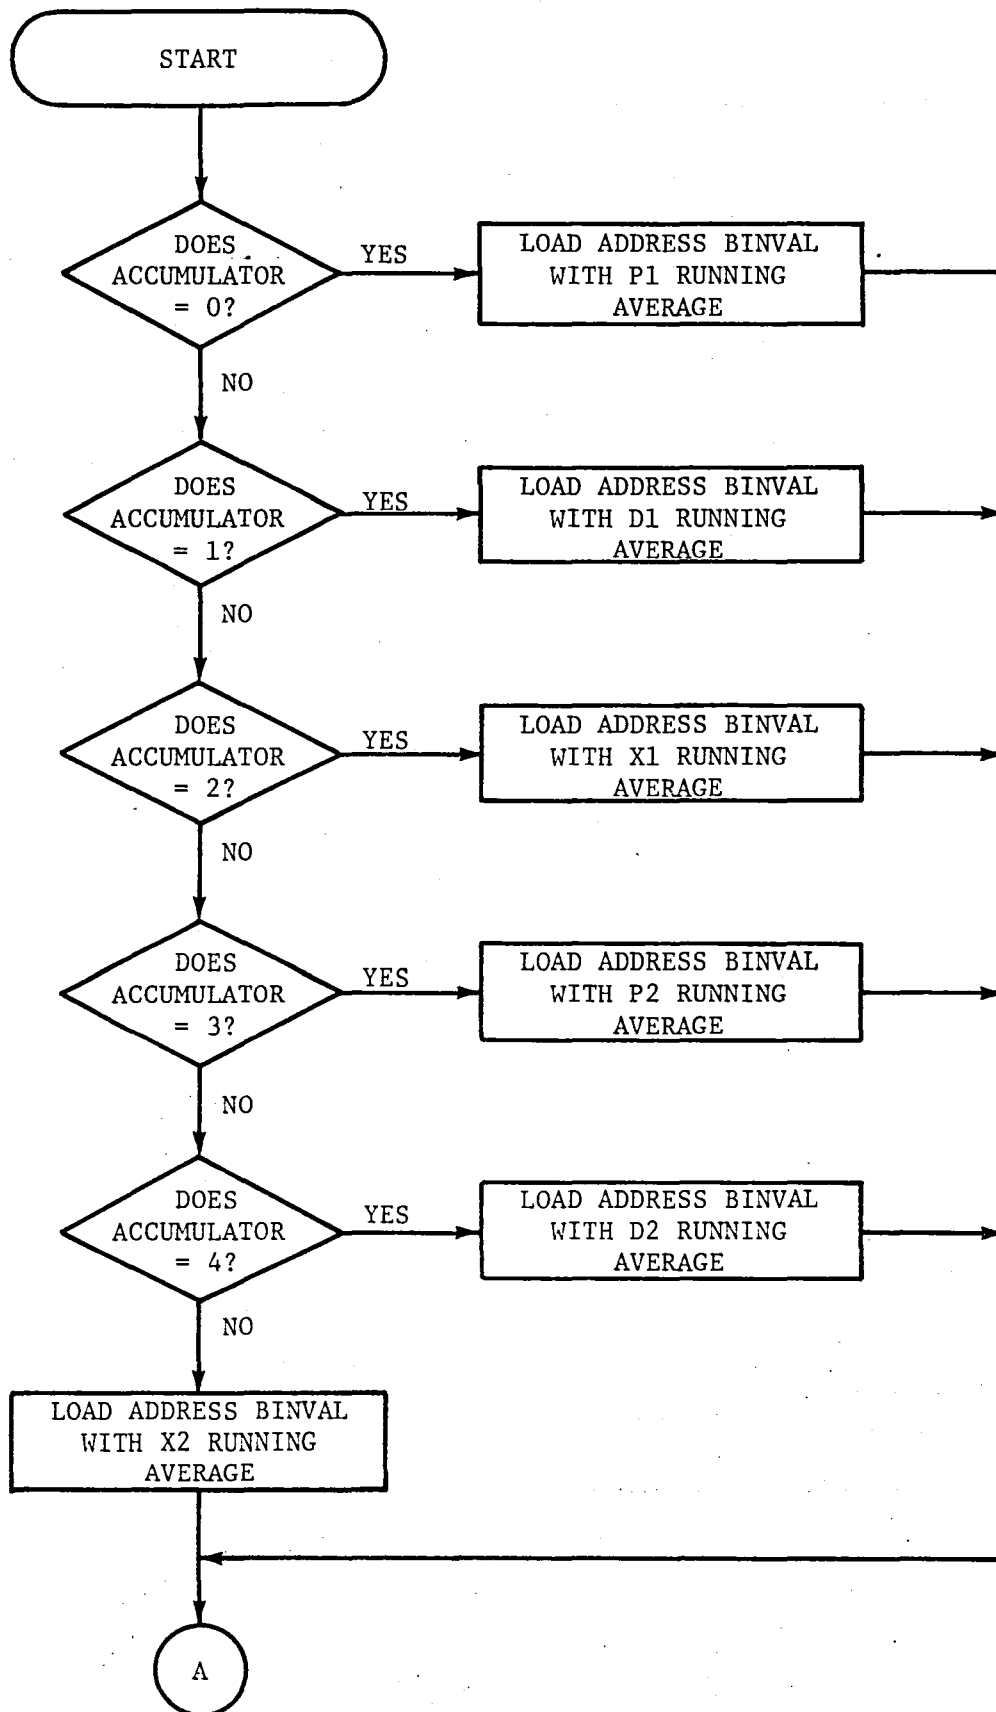 START
DOES
ACCUMULATOR
= 0?
YES
LOAD ADDRESS BINVAL
WITH P1 RUNNING
AVERAGE
NO
DOES
ACCUMULATOR
= 1?
YES
LOAD ADDRESS BINVAL
WITH D1 RUNNING
AVERAGE
NO
DOES
ACCUMULATOR
= 2?
YES
LOAD ADDRESS BINVAL
WITH X1 RUNNING
AVERAGE
NO
DOES
ACCUMULATOR
= 3?
YES
LOAD ADDRESS BINVAL
WITH P2 RUNNING
AVERAGE
NO
DOES
ACCUMULATOR
= 4?
YES
LOAD ADDRESS BINVAL
WITH D2 RUNNING
AVERAGE
NO
LOAD ADDRESS BINVAL
WITH X2 RUNNING
AVERAGE
A